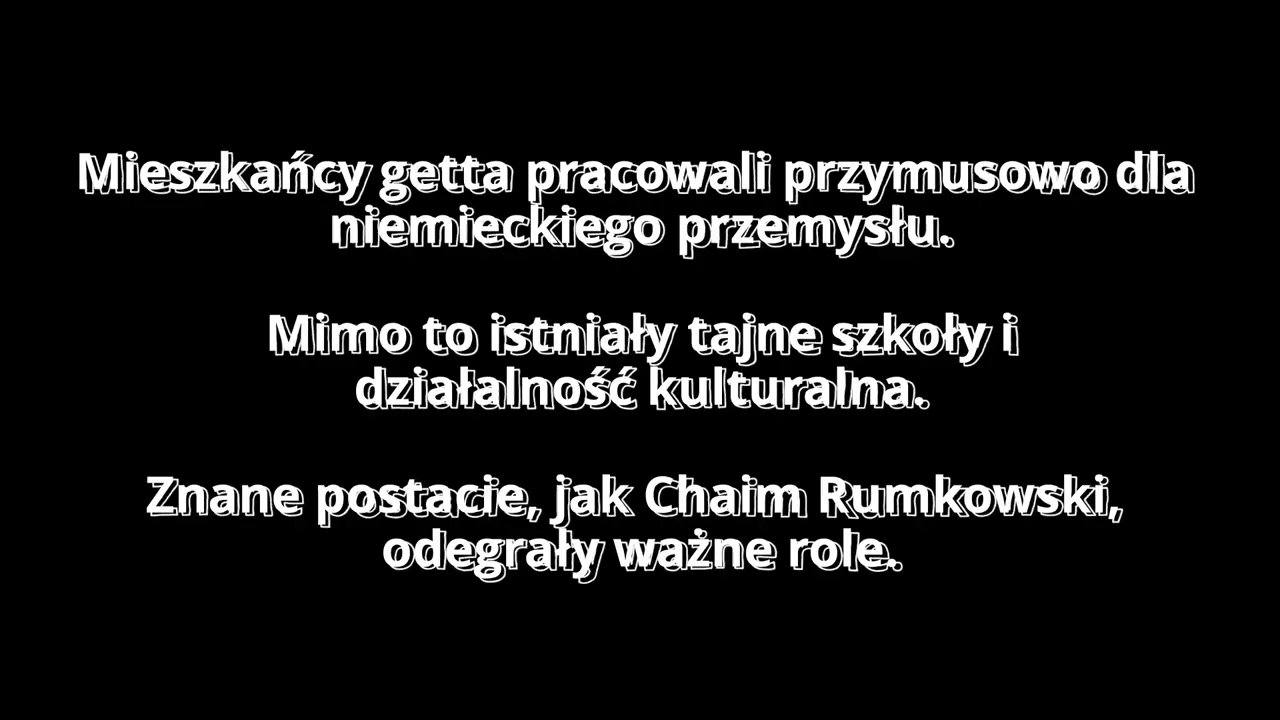 Mieszkańcy getta pracowali przymusowo dla
niemieckiego przemysłu.
Mimo to istniały tajne szkoły i
działalność kulturalna.
Znane postacie, jak Chaim Rumkowski,
odegrały ważne role.